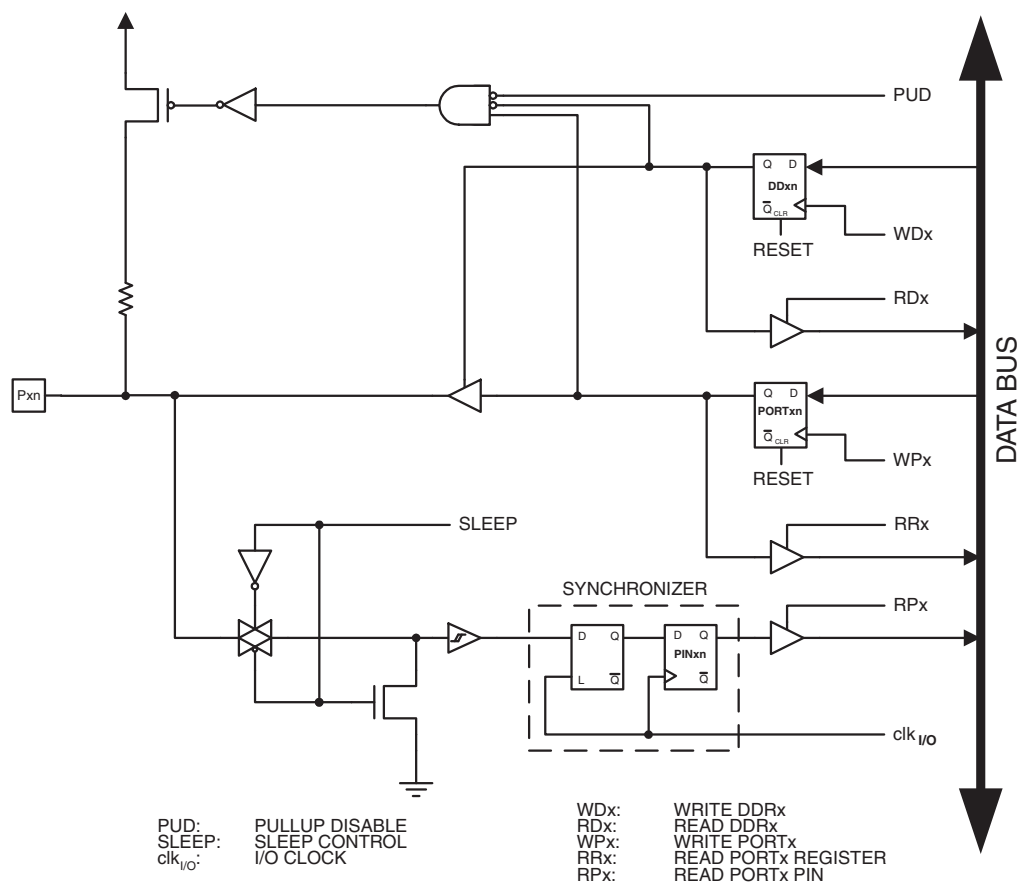 PUD
Q D
DDxn
Q CLR
WDx
RESET
RDx
DATA BUS
Pxn
Q D
PORTxn
Q CLR
RESET
WPx
SLEEP
RRx
SYNCHRONIZER
RPx
D Q
D Q
PINxn
L Q
Q
clk I/O
PUD: PULLUP DISABLE
SLEEP: SLEEP CONTROL
clkI/O: I/O CLOCK
WDx: WRITE DDRx
RDx: READ DDRx
WPx: WRITE PORTx
RRx: READ PORTx REGISTER
RPx: READ PORTx PIN